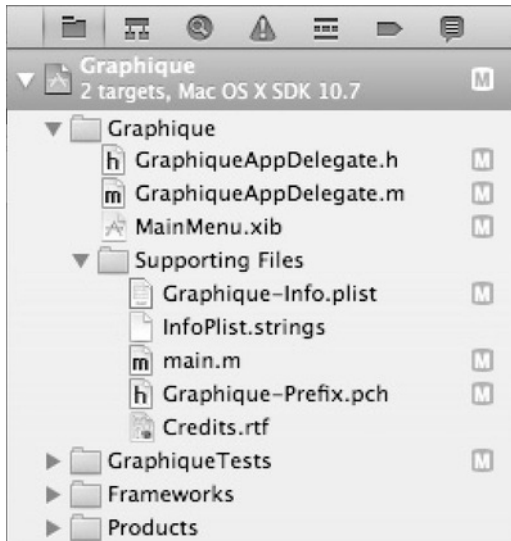 Graphique M
2 targets, Mac OS X SDK 10.7
Graphique
h GraphiqueAppDelegate.h M
m GraphiqueAppDelegate.m M
MainMenu.xib M
Supporting Files
Graphique-Info.plist M
InfoPlist.strings
m main.m M
h Graphique-Prefix.pch M
Credits.rtf
GraphiqueTests M
Frameworks
Products